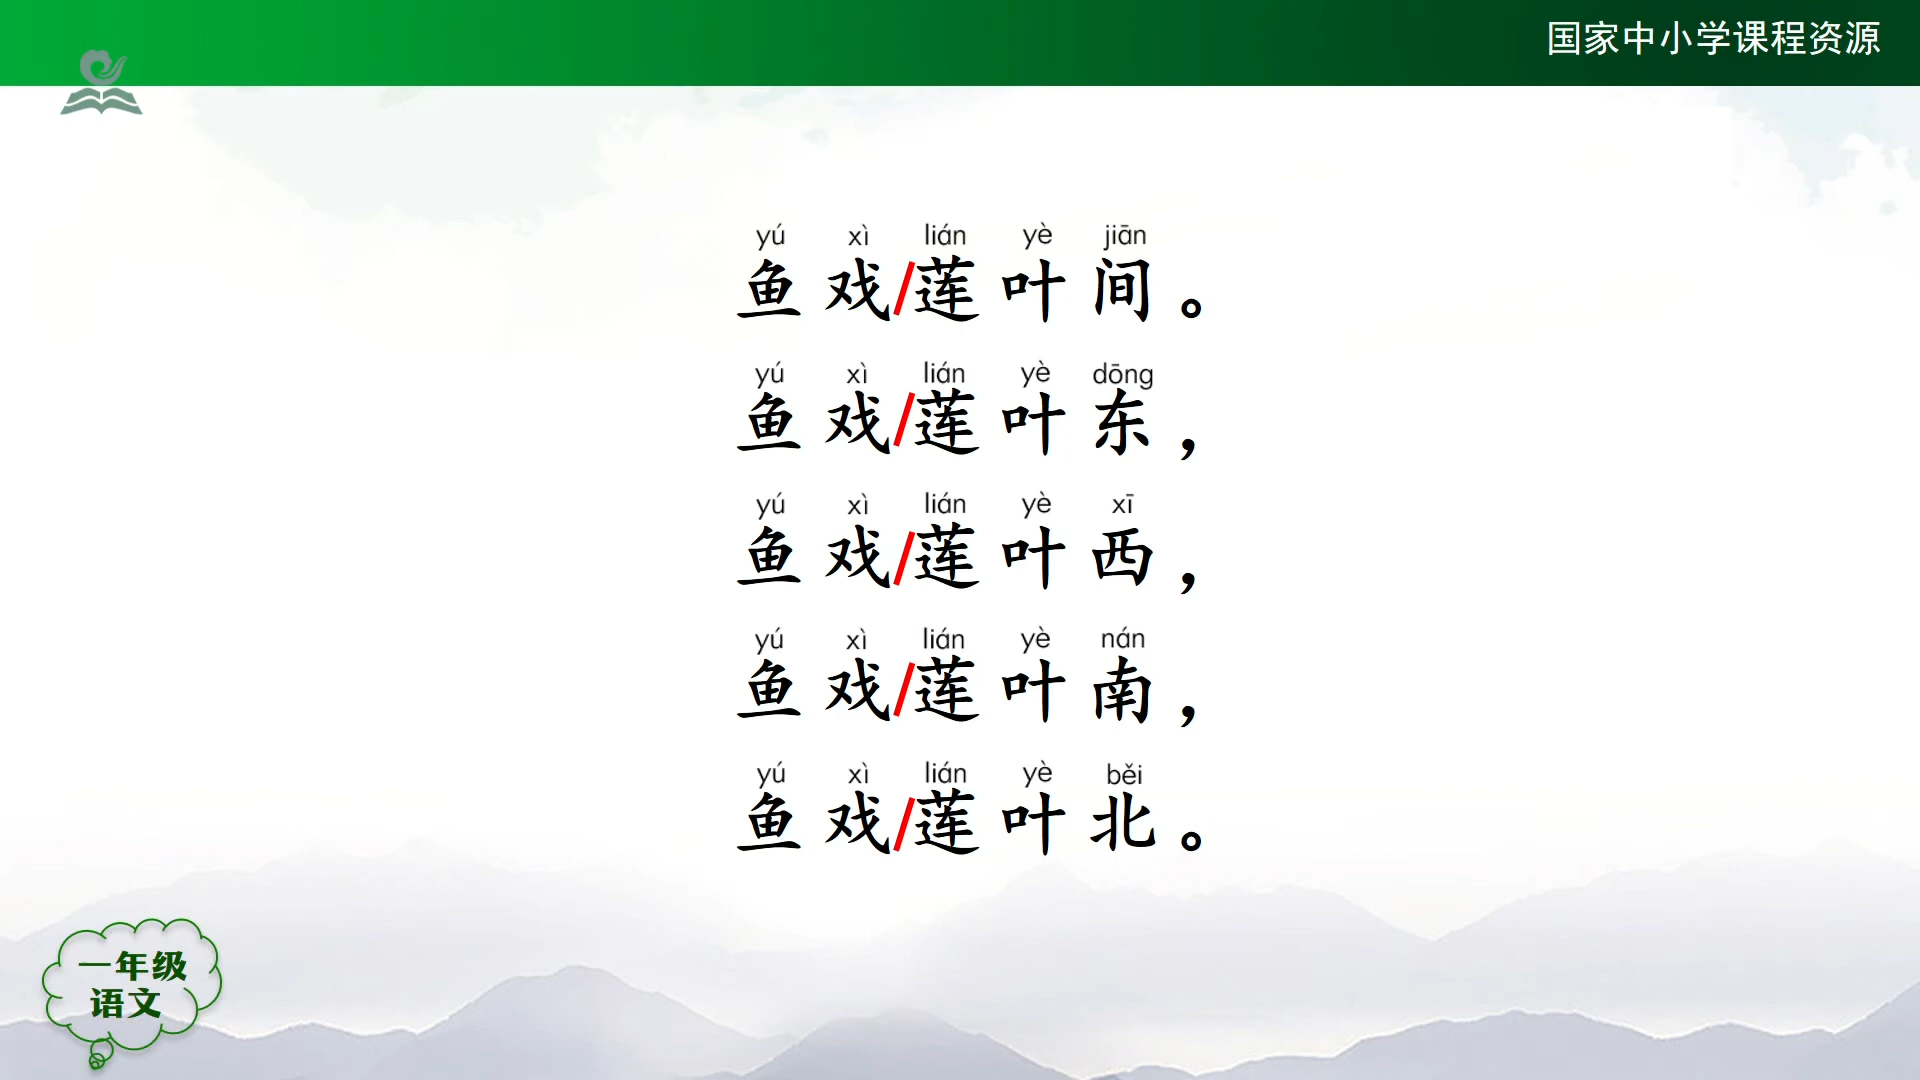 国家中小学课程资源
yú xì lián yè jiān
鱼戏/莲叶间。
yú xì lián yè dōng
鱼戏/莲叶东，
yú xì lián yè xī
鱼戏/莲叶西，
yú xì lián yè nán
鱼戏/莲叶南，
yú xì lián yè běi
鱼戏/莲叶北。
一年级
语文